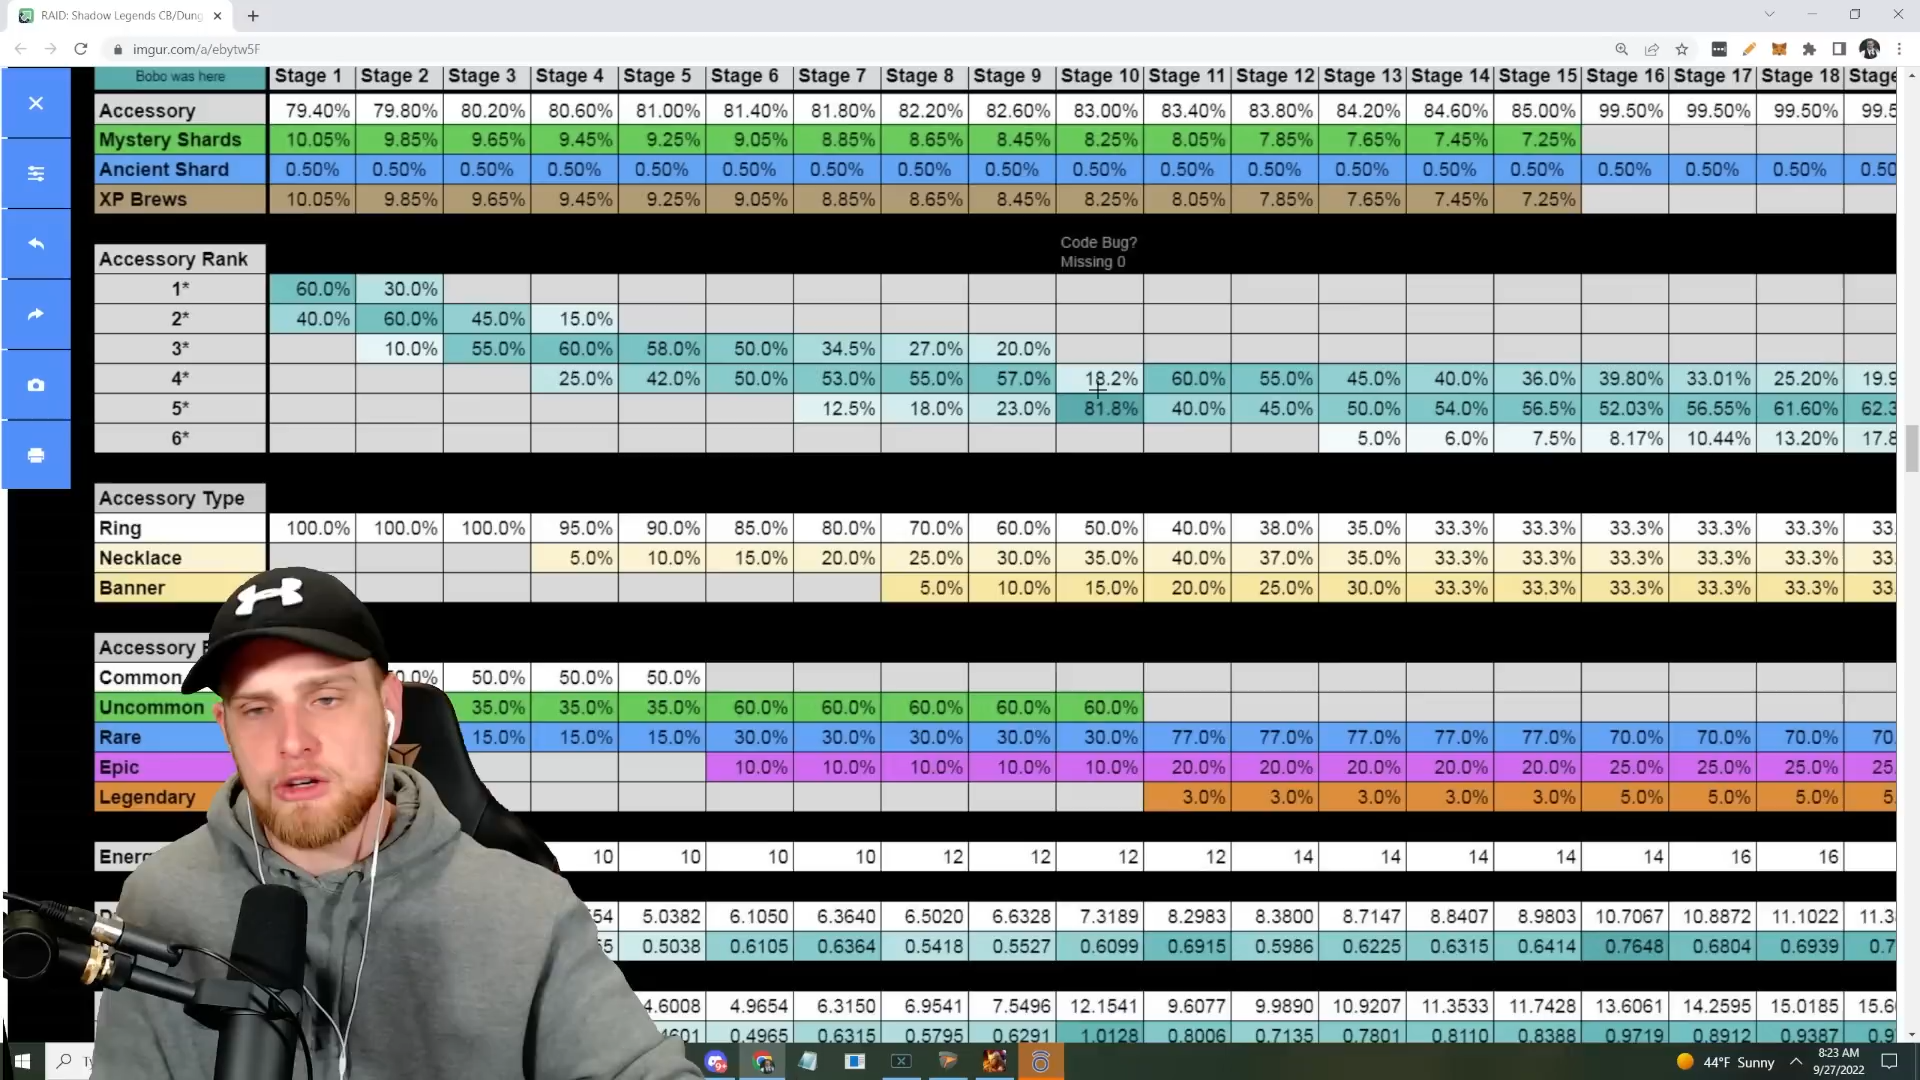 RAID: Shadow Legends CB/Dung
imgur.com/a/ebytw5F
Bobo was here Stage 1 Stage 2 Stage 3 Stage 4 Stage 5 Stage 6 Stage 7 Stage 8 Stage 9 Stage 10 Stage 11 Stage 12 Stage 13 Stage 14 Stage 15 Stage 16 Stage 17 Stage 18 Stage
Accessory 79.40% 79.80% 80.20% 80.60% 81.00% 81.40% 81.80% 82.20% 82.60% 83.00% 83.40% 83.80% 84.20% 84.60% 85.00% 99.50% 99.50% 99.50% 99.5
Mystery Shards 10.05% 9.85% 9.65% 9.45% 9.25% 9.05% 8.85% 8.65% 8.45% 8.25% 8.05% 7.85% 7.65% 7.45% 7.25%
Ancient Shard 0.50% 0.50% 0.50% 0.50% 0.50% 0.50% 0.50% 0.50% 0.50% 0.50% 0.50% 0.50% 0.50% 0.50% 0.50% 0.50% 0.50% 0.50% 0.50
XP Brews 10.05% 9.85% 9.65% 9.45% 9.25% 9.05% 8.85% 8.65% 8.45% 8.25% 8.05% 7.85% 7.65% 7.45% 7.25%
Code Bug?
Missing 0
Accessory Rank
1* 60.0% 30.0%
2* 40.0% 60.0% 45.0% 15.0%
3* 10.0% 55.0% 60.0% 58.0% 50.0% 34.5% 27.0% 20.0%
4* 25.0% 42.0% 50.0% 53.0% 55.0% 57.0% 18.2% 60.0% 55.0% 45.0% 40.0% 36.0% 39.80% 33.01% 25.20% 19.9
5* 12.5% 18.0% 23.0% 81.8% 40.0% 45.0% 50.0% 54.0% 56.5% 52.03% 56.55% 61.60% 62.3
6* 5.0% 6.0% 7.5% 8.17% 10.44% 13.20% 17.8
Accessory Type
Ring 100.0% 100.0% 100.0% 95.0% 90.0% 85.0% 80.0% 70.0% 60.0% 50.0% 40.0% 38.0% 35.0% 33.3% 33.3% 33.3% 33.3% 33.3% 33.
Necklace 5.0% 10.0% 15.0% 20.0% 25.0% 30.0% 35.0% 40.0% 37.0% 35.0% 33.3% 33.3% 33.3% 33.3% 33.3% 33.
Banner 5.0% 10.0% 15.0% 20.0% 25.0% 30.0% 33.3% 33.3% 33.3% 33.3% 33.3% 33.
Accessory
Common 0.0% 50.0% 50.0% 50.0%
Uncommon 35.0% 35.0% 35.0% 60.0% 60.0% 60.0% 60.0% 60.0%
Rare 15.0% 15.0% 15.0% 30.0% 30.0% 30.0% 30.0% 30.0% 77.0% 77.0% 77.0% 77.0% 77.0% 70.0% 70.0% 70.0% 70
Epic 10.0% 10.0% 10.0% 10.0% 10.0% 20.0% 20.0% 20.0% 20.0% 20.0% 25.0% 25.0% 25.0% 25
Legendary 3.0% 3.0% 3.0% 3.0% 3.0% 5.0% 5.0% 5.0% 5.
Energ 10 10 10 10 12 12 12 12 14 14 14 14 14 16 16
54 5.0382 6.1050 6.3640 6.5020 6.6328 7.3189 8.2983 8.3800 8.7147 8.8407 8.9803 10.7067 10.8872 11.1022 11.3
5 0.5038 0.6105 0.6364 0.5418 0.5527 0.6099 0.6915 0.5986 0.6225 0.6315 0.6414 0.7648 0.6804 0.6939 0.7
4.6008 4.9654 6.3150 6.9541 7.5496 12.1541 9.6077 9.9890 10.9207 11.3533 11.7428 13.6061 14.2595 15.0185 15.6
4601 0.4965 0.6315 0.5795 0.6291 1.0128 0.8006 0.7135 0.7801 0.8110 0.8388 0.9719 0.8912 0.9387 0.9
44°F Sunny
8:23 AM
9/27/2022